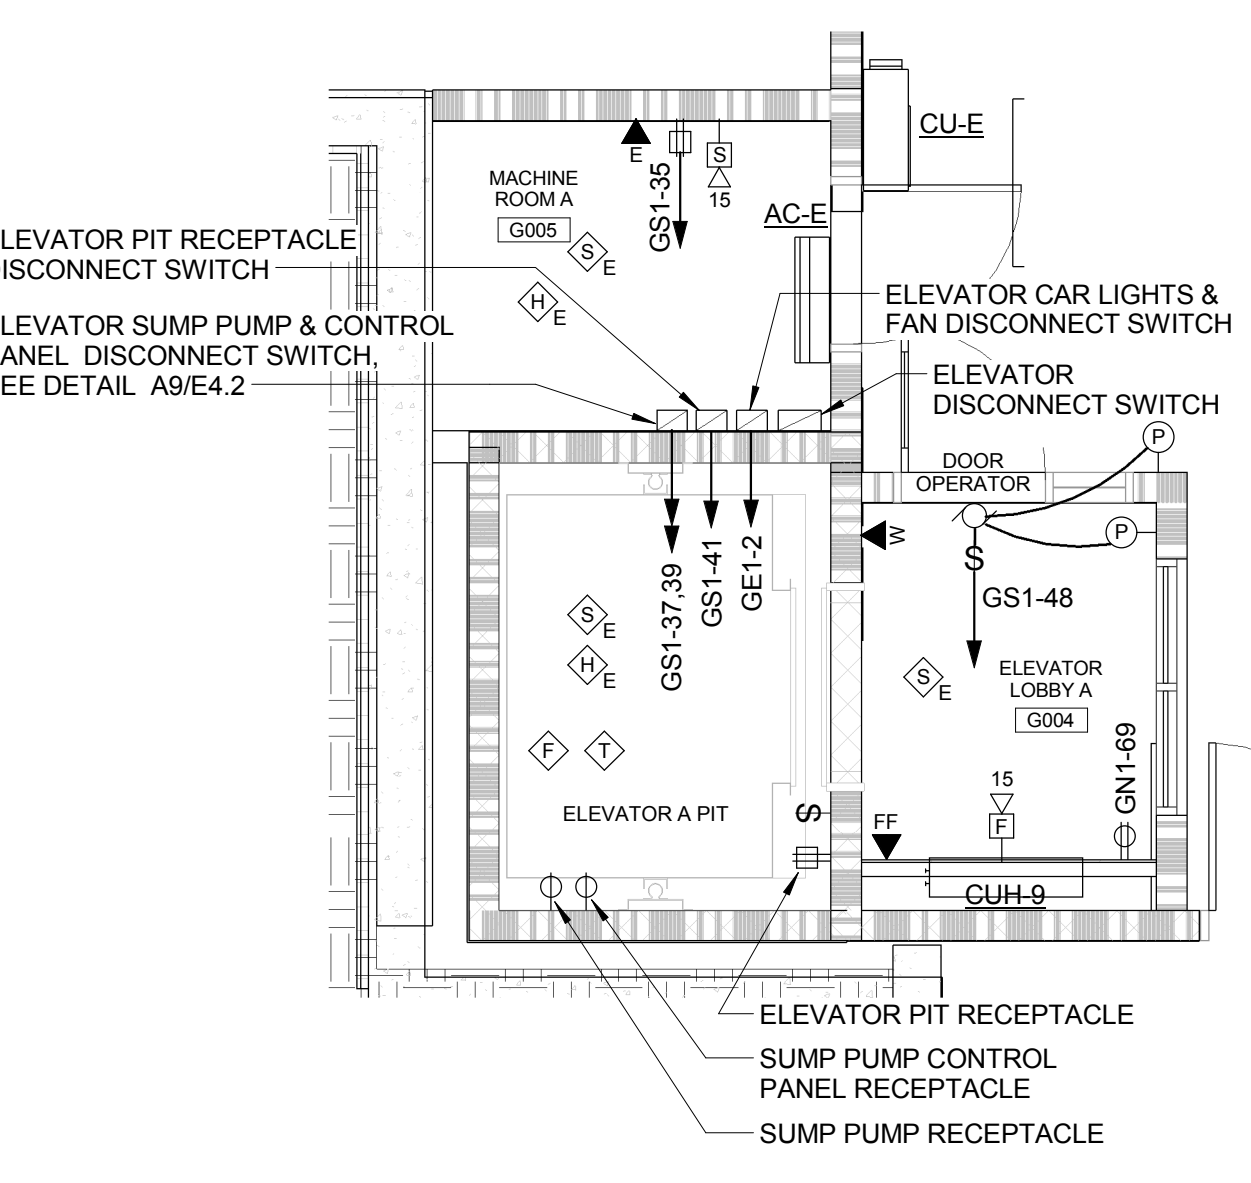 CU-E
E
S
15
GS1-35
MACHINE
ROOM A
G005
AC-E
S
E
H
E
LEVATOR PIT RECEPTACLE
ISCONNECT SWITCH
LEVATOR SUMP PUMP & CONTROL
ANEL DISCONNECT SWITCH,
EE DETAIL A9/E4.2
ELEVATOR CAR LIGHTS &
FAN DISCONNECT SWITCH
ELEVATOR
DISCONNECT SWITCH
P
DOOR
OPERATOR
P
W
S
GS1-48
GS1-37,39
GS1-41
GE1-2
S
E
H
E
S
E
ELEVATOR
LOBBY A
G004
F
T
GN1-69
15
F
FF
ELEVATOR A PIT
S
CUH-9
ELEVATOR PIT RECEPTACLE
SUMP PUMP CONTROL
PANEL RECEPTACLE
SUMP PUMP RECEPTACLE